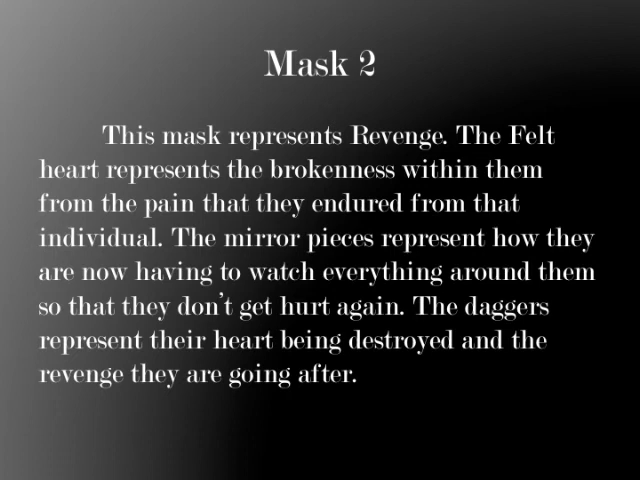 Mask 2
This mask represents Revenge. The Felt
heart represents the brokenness within them
from the pain that they endured from that
individual. The mirror pieces represent how they
are now having to watch everything around them
so that they don't get hurt again. The daggers
represent their heart being destroyed and the
revenge they are going after.